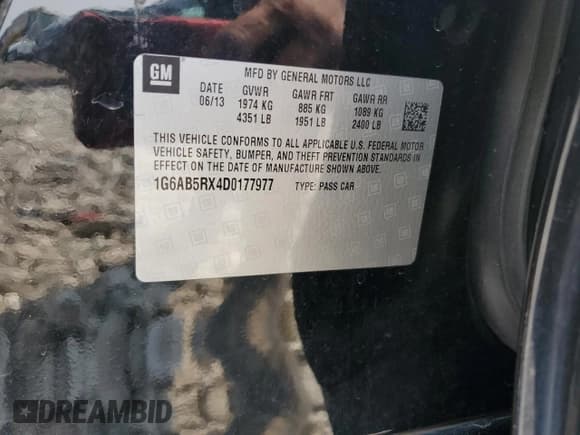 GM
MFD BY GENERAL MOTORS LLC
DATE GVWR GAWR FRT GAWR RR
06/13 1974 KG 885 KG 1089 KG
4351 LB 1951 LB 2400 LB
THIS VEHICLE CONFORMS TO ALL APPLICABLE U.S. FEDERAL MOTOR
VEHICLE SAFETY, BUMPER, AND THEFT PREVENTION STANDARDS IN
EFFECT ON THE DATE OF MANUFACTURE SHOWN ABOVE.
1G6AB5RX4D0177977 TYPE: PASS CAR
DREAMBID